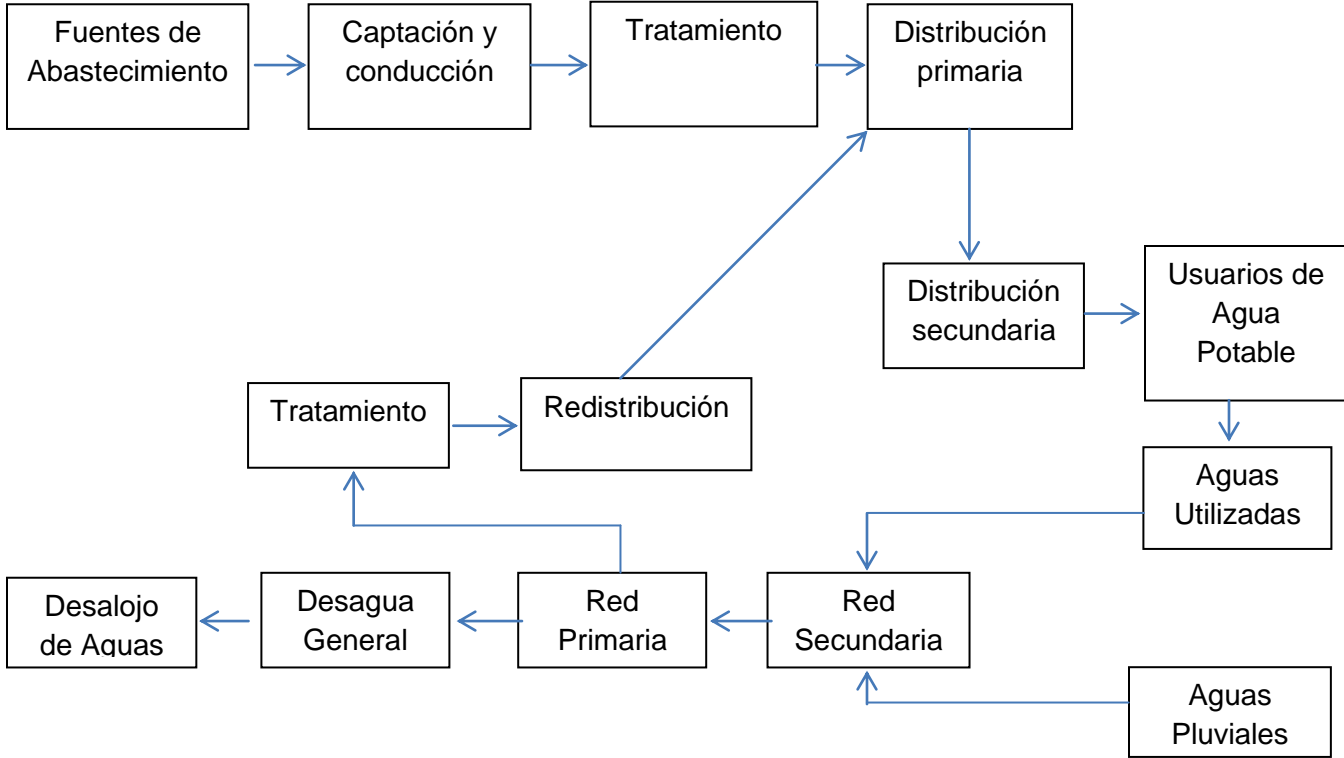 Fuentes de
Abastecimiento
Captación y
conducción
Tratamiento
Distribución
primaria
Distribución
secundaria
Usuarios de
Agua
Potable
Tratamiento
Redistribución
Aguas
Utilizadas
Desalojo
de Aguas
Desagua
General
Red
Primaria
Red
Secundaria
Aguas
Pluviales